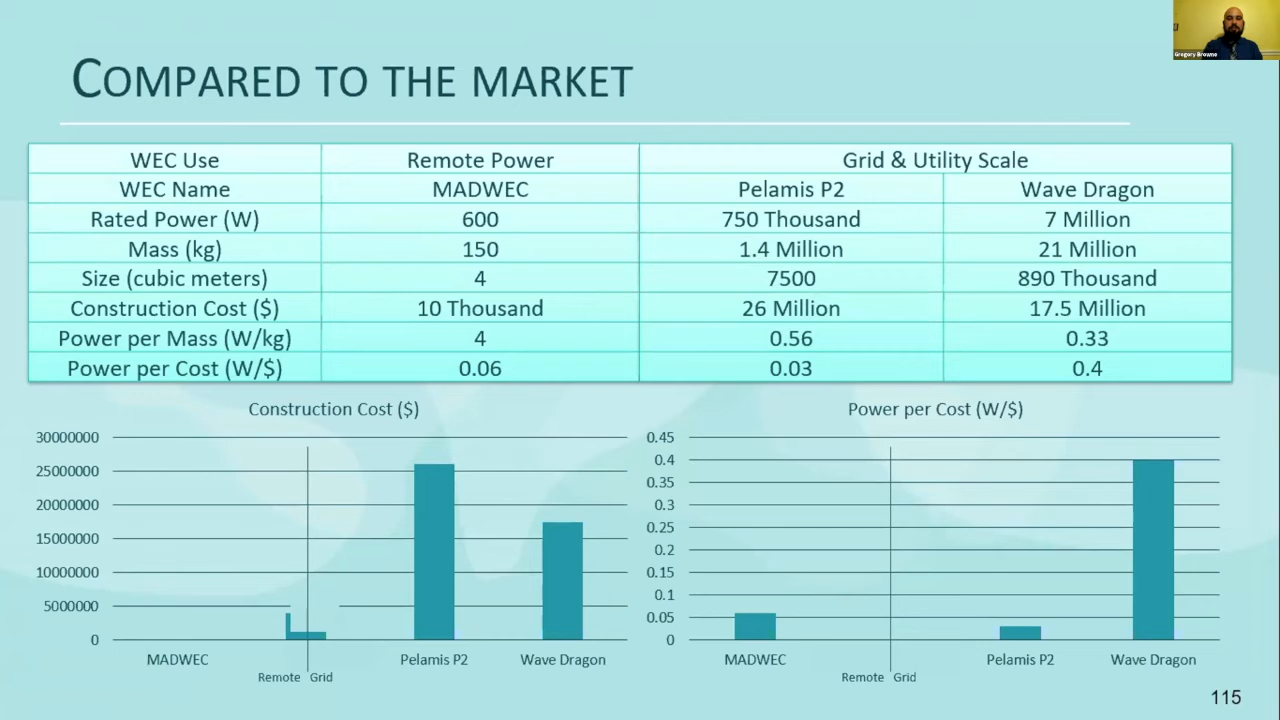 Gregory Browne
COMPARED TO THE MARKET
WEC Use Remote Power Grid & Utility Scale
WEC Name MADWEC Pelamis P2 Wave Dragon
Rated Power (W) 600 750 Thousand 7 Million
Mass (kg) 150 1.4 Million 21 Million
Size (cubic meters) 4 7500 890 Thousand
Construction Cost ($) 10 Thousand 26 Million 17.5 Million
Power per Mass (W/kg) 4 0.56 0.33
Power per Cost (W/$) 0.06 0.03 0.4
Construction Cost ($)
30000000
25000000
20000000
15000000
10000000
5000000
0
MADWEC Pelamis P2 Wave Dragon
Remote Grid
Power per Cost (W/$)
0.45
0.4
0.35
0.3
0.25
0.2
0.15
0.1
0.05
0
MADWEC Pelamis P2 Wave Dragon
Remote Grid
115